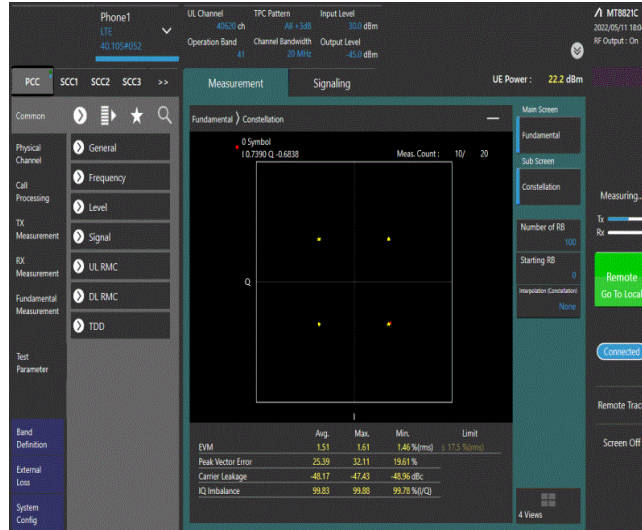 Phone1
LTE
40.105#052
UL Channel
40620 ch
TPC Pattern
All +3dB
Input Level
30.0 dBm
Operation Band
41
Channel Bandwidth
20 MHz
Output Level
-45.0 dBm
MT8821C
2022/05/11 18:04
RF Output : On
PCC SCC1 SCC2 SCC3 >>
Measurement
Signaling
UE Power : 22.2 dBm
Common
Physical
Channel
Call
Processing
TX
Measurement
RX
Measurement
Fundamental
Measurement
Test
Parameter
Band
Definition
External
Loss
System
Config
General
Frequency
Level
Signal
UL RMC
DL RMC
TDD
Fundamental Constellation
0 Symbol
I 0.7390 Q -0.6838
Meas. Count : 10/ 20
Q
I
Avg. Max. Min. Limit
EVM 1.51 1.61 1.46 %(rms) ≤ 17.5 %(rms)
Peak Vector Error 25.39 32.11 19.61 %
Carrier Leakage -48.17 -47.43 -48.96 dBc
IQ Imbalance 99.83 99.88 99.78 %(I/Q)
Main Screen
Fundamental
Sub Screen
Constellation
Number of RB
100
Starting RB
0
Interpolation (Constellation)
None
4 Views
Measuring...
Tx
Rx
Remote
Go To Local
Connected
Remote Trac
Screen Off